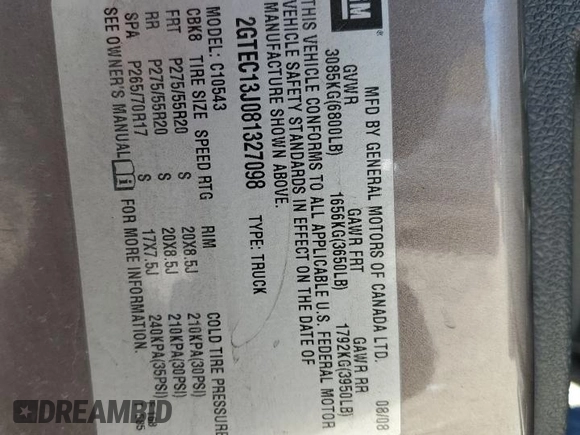 GM ®
MFD BY GENERAL MOTORS OF CANADA LTD. 08/08
GVWR GAWR FRT GAWR RR
3085KG(6800LB) 1656KG(3650LB) 1792KG(3950LB)
THIS VEHICLE CONFORMS TO ALL APPLICABLE U.S. FEDERAL MOTOR
VEHICLE SAFETY STANDARDS IN EFFECT ON THE DATE OF
MANUFACTURE SHOWN ABOVE.
2GTEC13J081327098 TYPE: TRUCK
MODEL: C10543
CBK8 TIRE SIZE SPEED RTG RIM COLD TIRE PRESSURE
FRT P275/55R20 S 20X8.5J 210KPA(30PSI)
RR P275/55R20 S 20X8.5J 210KPA(30PSI)
SPA P265/70R17 S 17X7.5J 240KPA(35PSI)
SEE OWNER'S MANUAL i FOR MORE INFORMATION.
DREAMBID